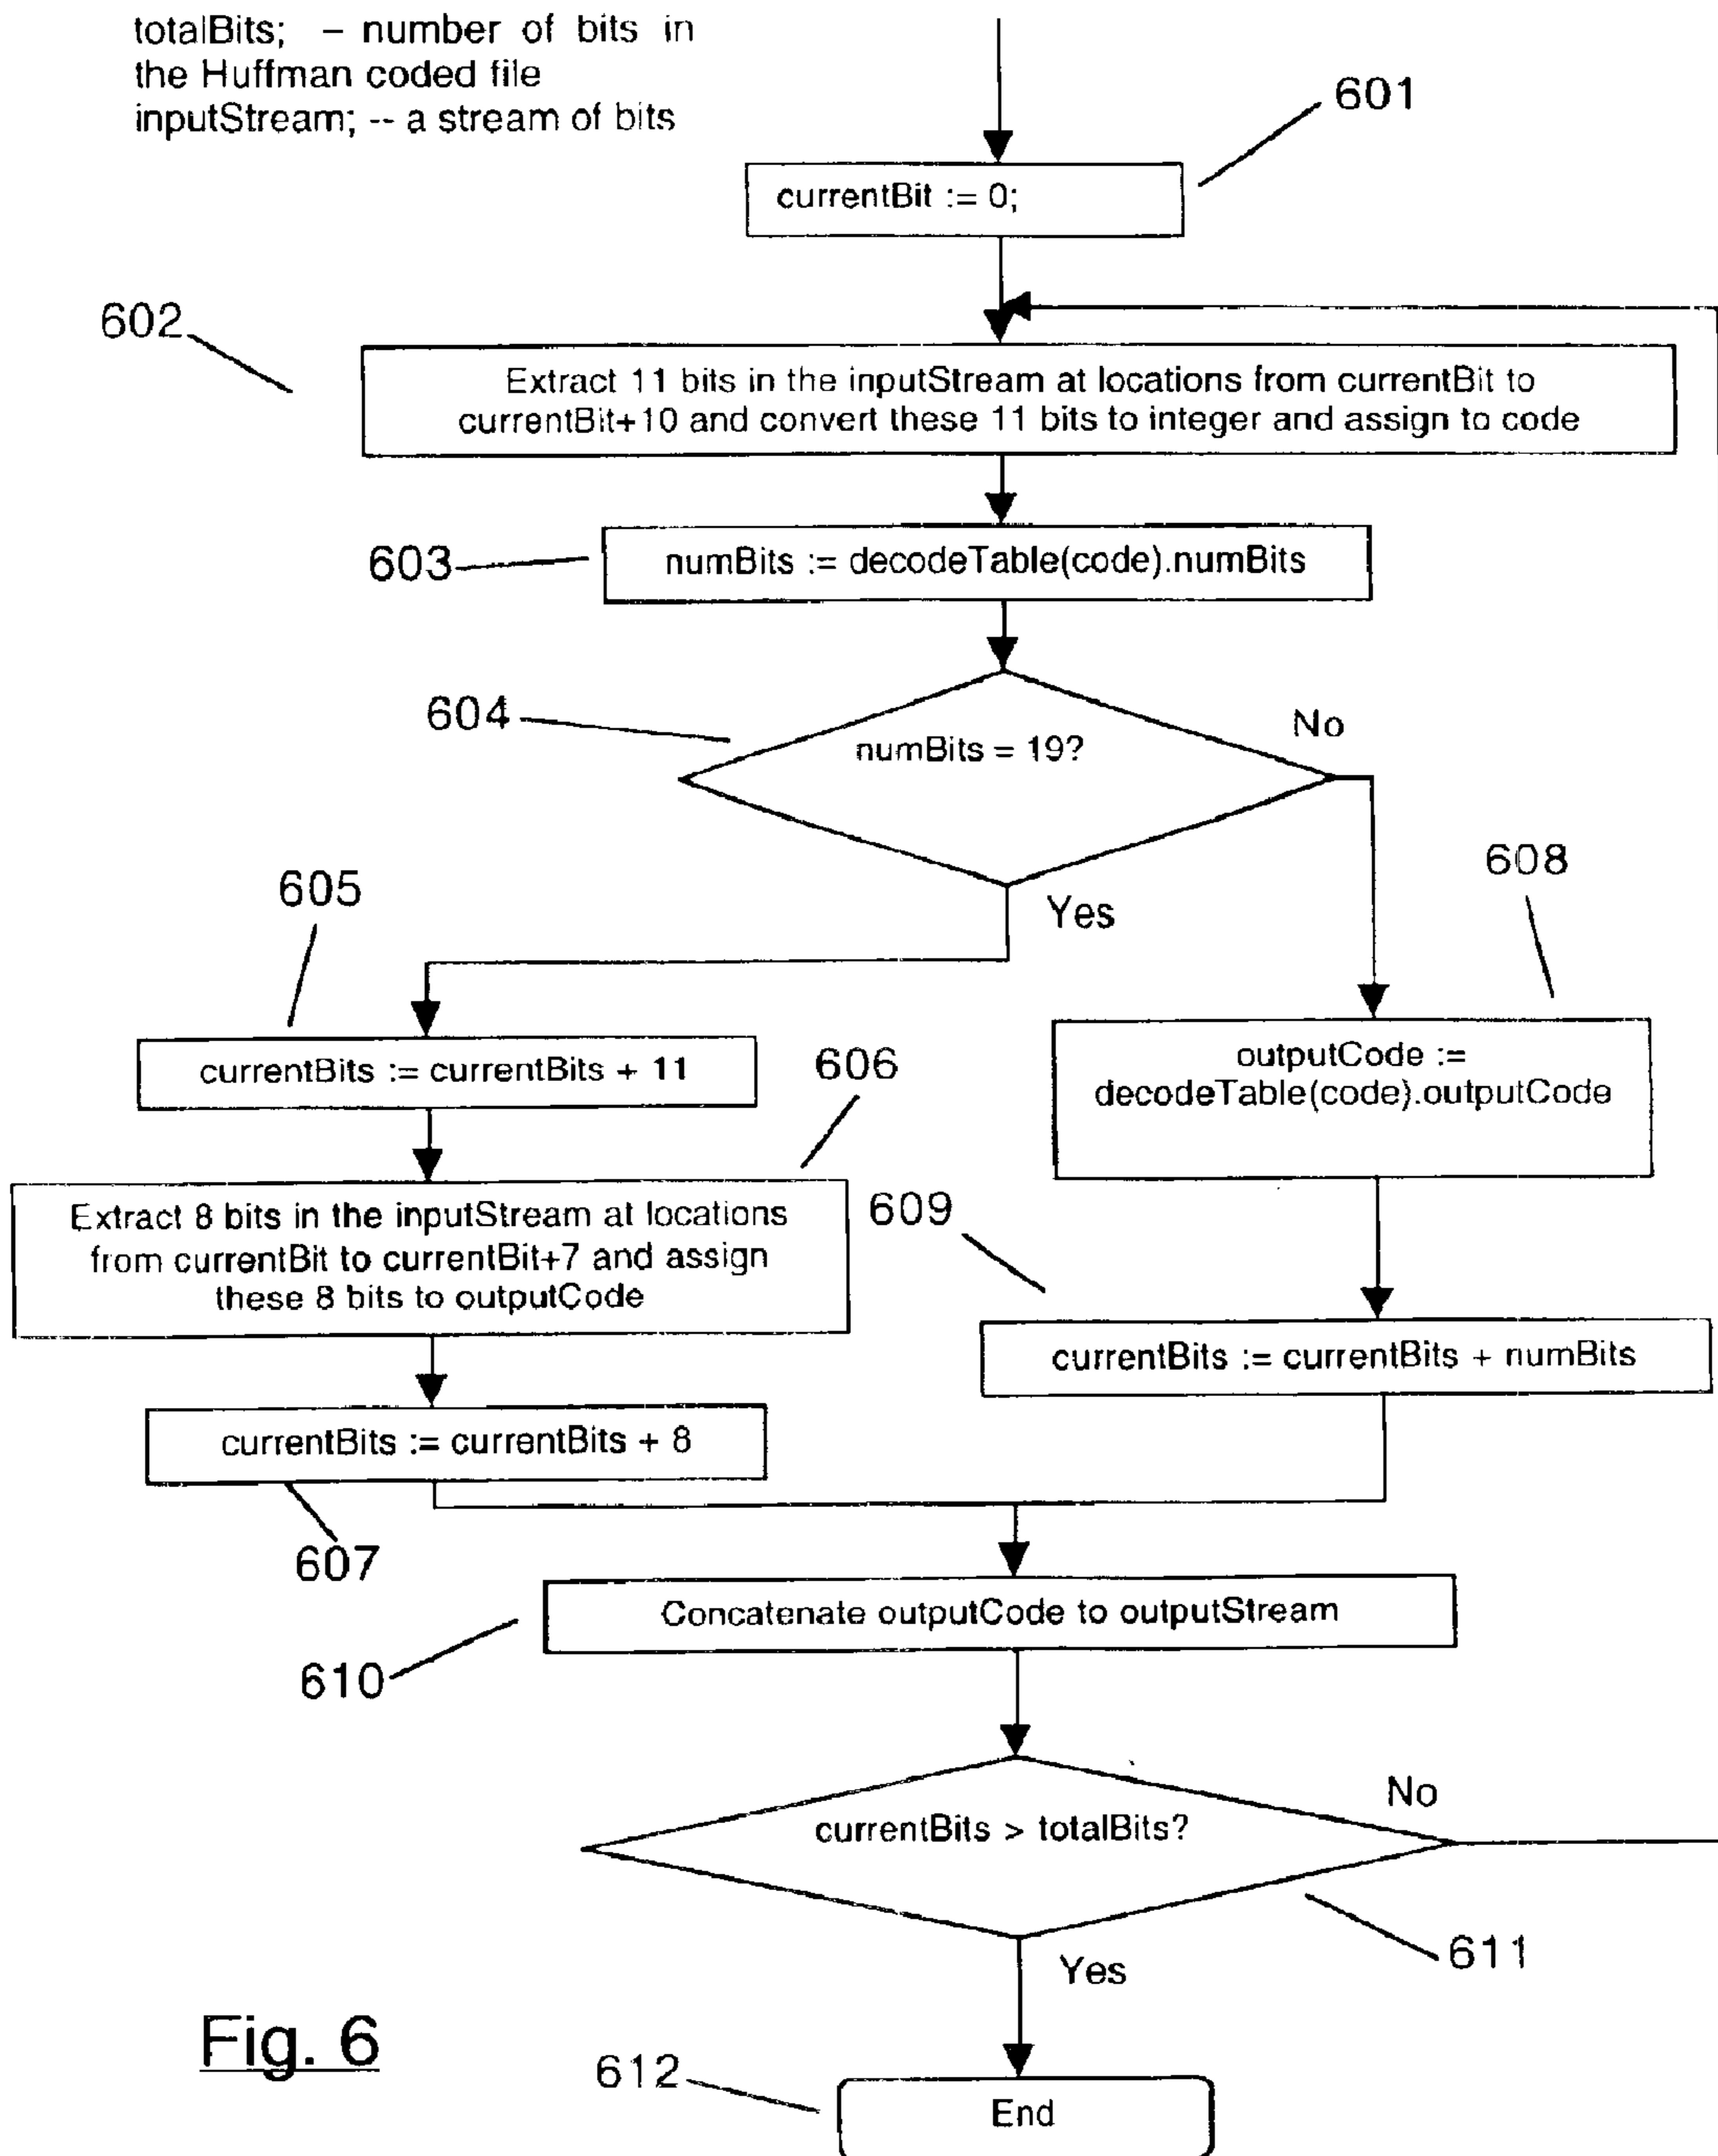 totalBits; – number of bits in
the Huffman coded file
inputStream; -- a stream of bits
601
currentBit := 0;
602
Extract 11 bits in the inputStream at locations from currentBit to
currentBit+10 and convert these 11 bits to integer and assign to code
603
numBits := decodeTable(code).numBits
604
numBits = 19?
No
Yes
605
608
currentBits := currentBits + 11
606
outputCode :=
decodeTable(code).outputCode
Extract 8 bits in the inputStream at locations
from currentBit to currentBit+7 and assign
these 8 bits to outputCode
609
currentBits := currentBits + numBits
currentBits := currentBits + 8
607
Concatenate outputCode to outputStream
610
currentBits > totalBits?
No
611
Yes
Fig. 6
612
End